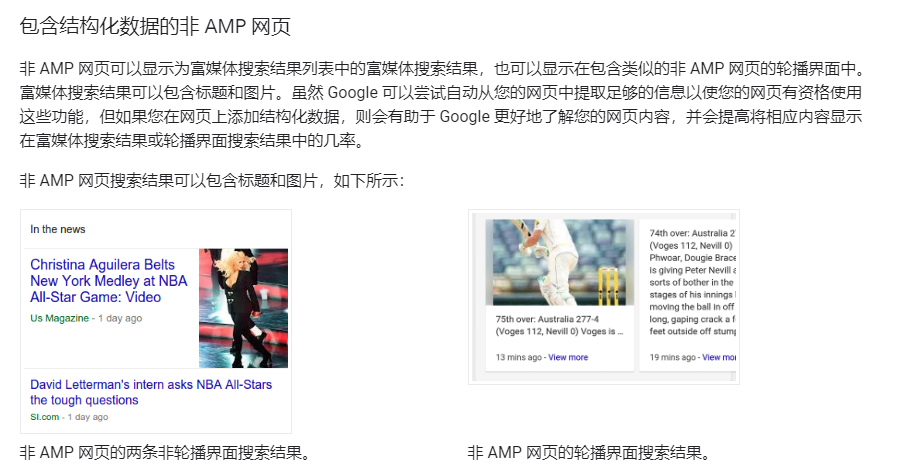 包含结构化数据的非 AMP 网页
非 AMP 网页可以显示为富媒体搜索结果列表中的富媒体搜索结果，也可以显示在包含类似的非 AMP 网页的轮播界面中。
富媒体搜索结果可以包含标题和图片。虽然 Google 可以尝试自动从您的网页中提取足够的信息以使您的网页有资格使用
这些功能，但如果您在网页上添加结构化数据，则会有助于 Google 更好地了解您的网页内容，并会提高将相应内容显示
在富媒体搜索结果或轮播界面搜索结果中的几率。
非 AMP 网页搜索结果可以包含标题和图片，如下所示：
In the news
Christina Aguilera Belts
New York Medley at NBA
All-Star Game: Video
Us Magazine - 1 day ago
David Letterman's intern asks NBA All-Stars
the tough questions
SI.com - 1 day ago
75th over: Australia 277-4
(Voges 112, Nevill 0) Voges is ...
13 mins ago - View more
74th over: Australia 2
(Voges 112, Nevill 0)
Phwoar, Dougie Brace
is giving Peter Nevill a
sorts of bother in the
stages of his innings
moving the ball in off
long, gaping crack a f
feet outside off stump
19 mins ago - View mo
非 AMP 网页的两条非轮播界面搜索结果。
非 AMP 网页的轮播界面搜索结果。